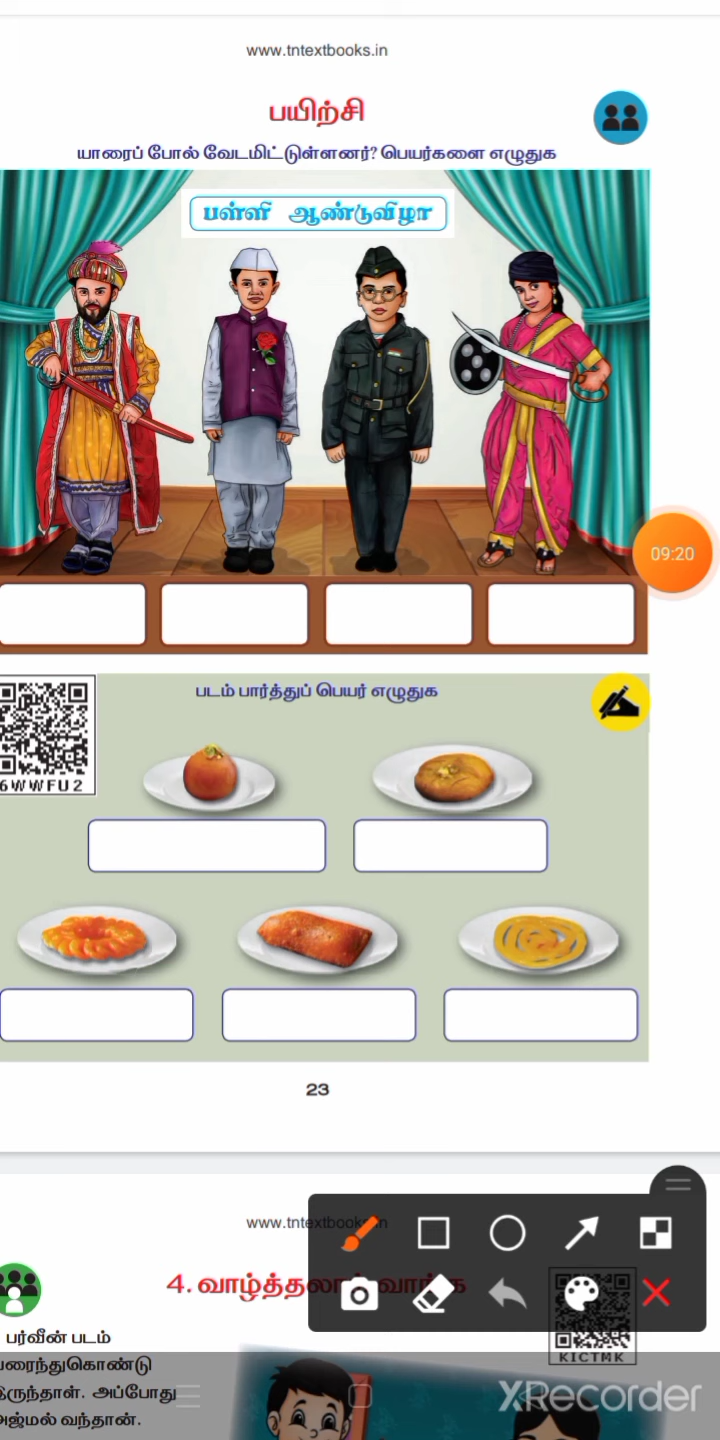 www.tntextbooks.in
பயிற்சி
யாரைப் போல் வேடமிட்டுள்ளனர்? பெயர்களை எழுதுக
பள்ளி ஆண்டுவிழா
09:20
படம் பார்த்துப் பெயர் எழுதுக
6WWFU2
23
www.tntextbooks.in
4. வாழ்த்தலாம் வாங்க
KICTMK
பர்வீன் படம்
வரைந்துகொண்டு
இருந்தாள். அப்போது
அஜ்மல் வந்தான்.
XRecorder